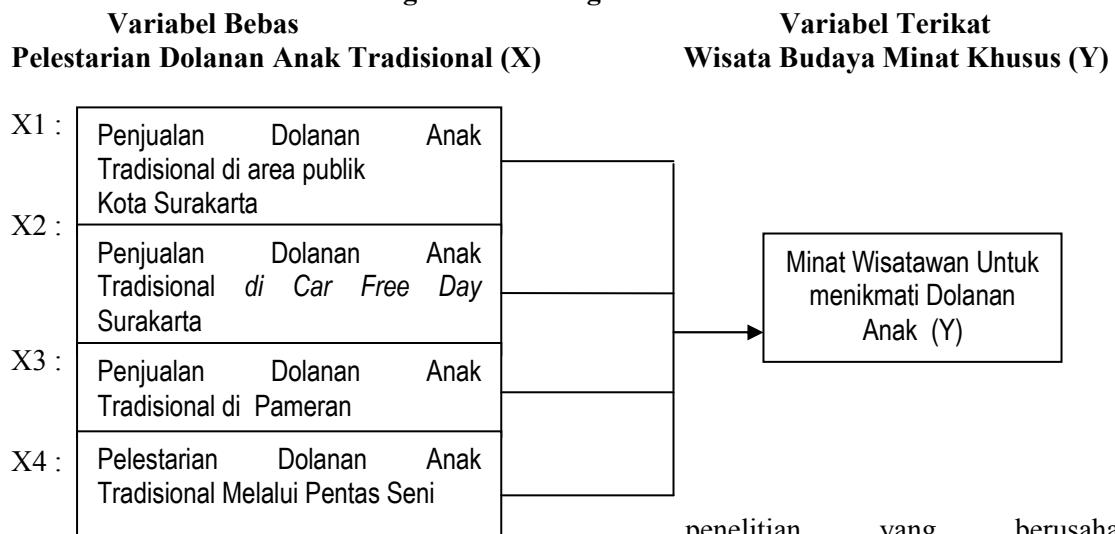 Variabel Bebas
Pelestarian Dolanan Anak Tradisional (X)
Variabel Terikat
Wisata Budaya Minat Khusus (Y)
X1 :
Penjualan Dolanan Anak
Tradisional di area publik
Kota Surakarta
X2 :
Penjualan Dolanan Anak
Tradisional di Car Free Day
Surakarta
X3 :
Penjualan Dolanan Anak
Tradisional di Pameran
X4 :
Pelestarian Dolanan Anak
Tradisional Melalui Pentas Seni
Minat Wisatawan Untuk
menikmati Dolanan
Anak (Y)
penelitian yang berusaha